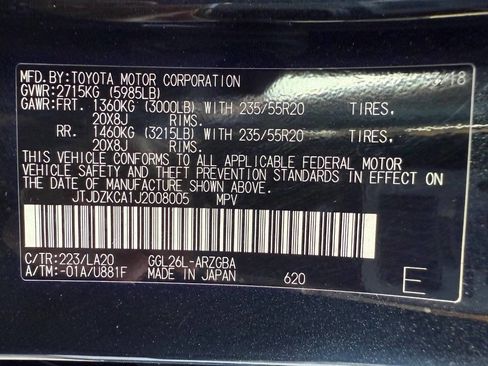 MFD.BY:TOYOTA MOTOR CORPORATION /18
GVWR:2715KG (5985LB)
GAWR:FRT. 1360KG (3000LB) WITH 235/55R20 TIRES,
20X8J RIMS.
RR. 1460KG (3215LB) WITH 235/55R20 TIRES,
20X8J RIMS.
THIS VEHICLE CONFORMS TO ALL APPLICABLE FEDERAL MOTOR
VEHICLE SAFETY AND THEFT PREVENTION STANDARDS IN EFFECT
ON THE DATE OF MANUFACTURE SHOWN ABOVE.
JTJDZKCA1J2008005 MPV
C/TR:223/LA20 GGL26L-ARZGBA
A/TM:-01A/U881F MADE IN JAPAN 620 E